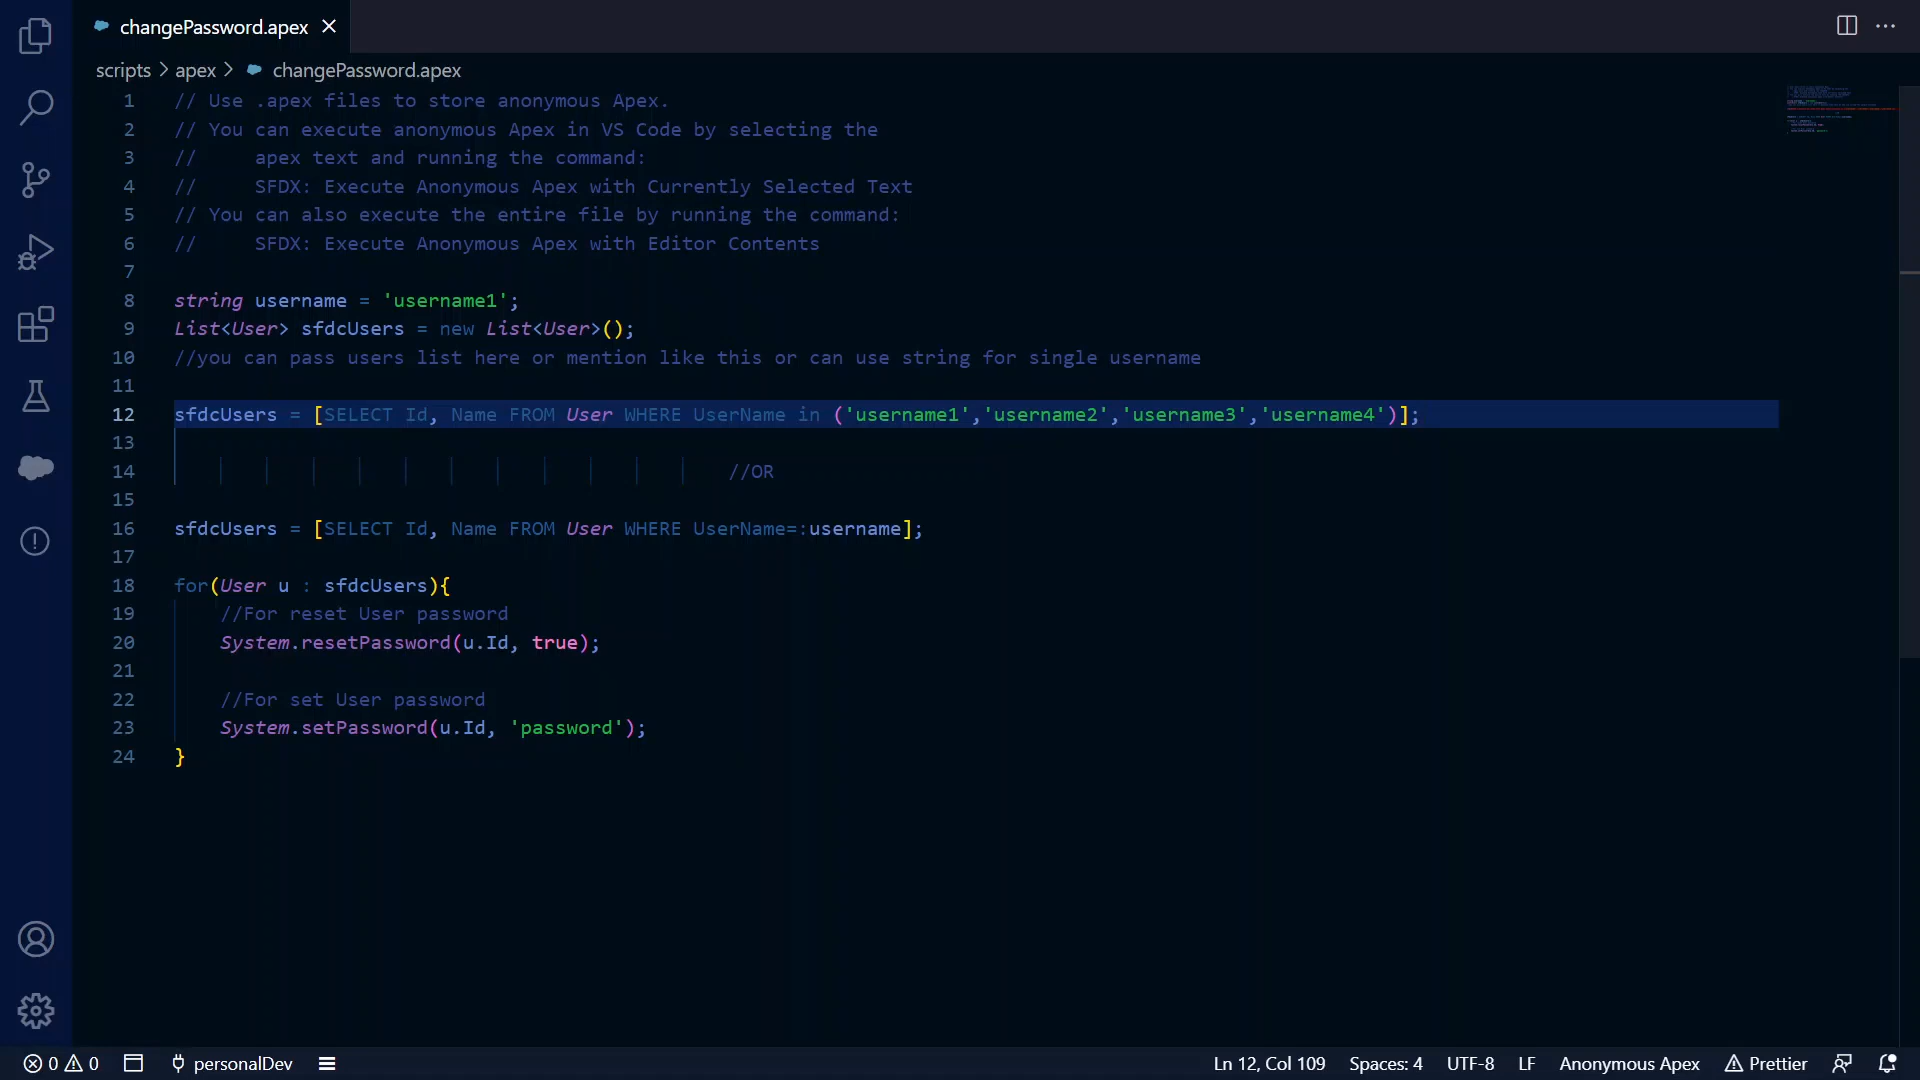 changePassword.apex
scripts > apex > changePassword.apex
1 // Use .apex files to store anonymous Apex.
2 // You can execute anonymous Apex in VS Code by selecting the
3 //     apex text and running the command:
4 //     SFDX: Execute Anonymous Apex with Currently Selected Text
5 // You can also execute the entire file by running the command:
6 //     SFDX: Execute Anonymous Apex with Editor Contents
7
8 string username = 'username1';
9 List<User> sfdcUsers = new List<User>();
10 //you can pass users list here or mention like this or can use string for single username
11
12 sfdcUsers = [SELECT Id, Name FROM User WHERE UserName in ('username1','username2','username3','username4')];
13
14 //OR
15
16 sfdcUsers = [SELECT Id, Name FROM User WHERE UserName=:username];
17
18 for(User u : sfdcUsers){
19     //For reset User password
20     System.resetPassword(u.Id, true);
21
22     //For set User password
23     System.setPassword(u.Id, 'password');
24 }
0 0 personalDev Ln 12, Col 109 Spaces: 4 UTF-8 LF Anonymous Apex Prettier